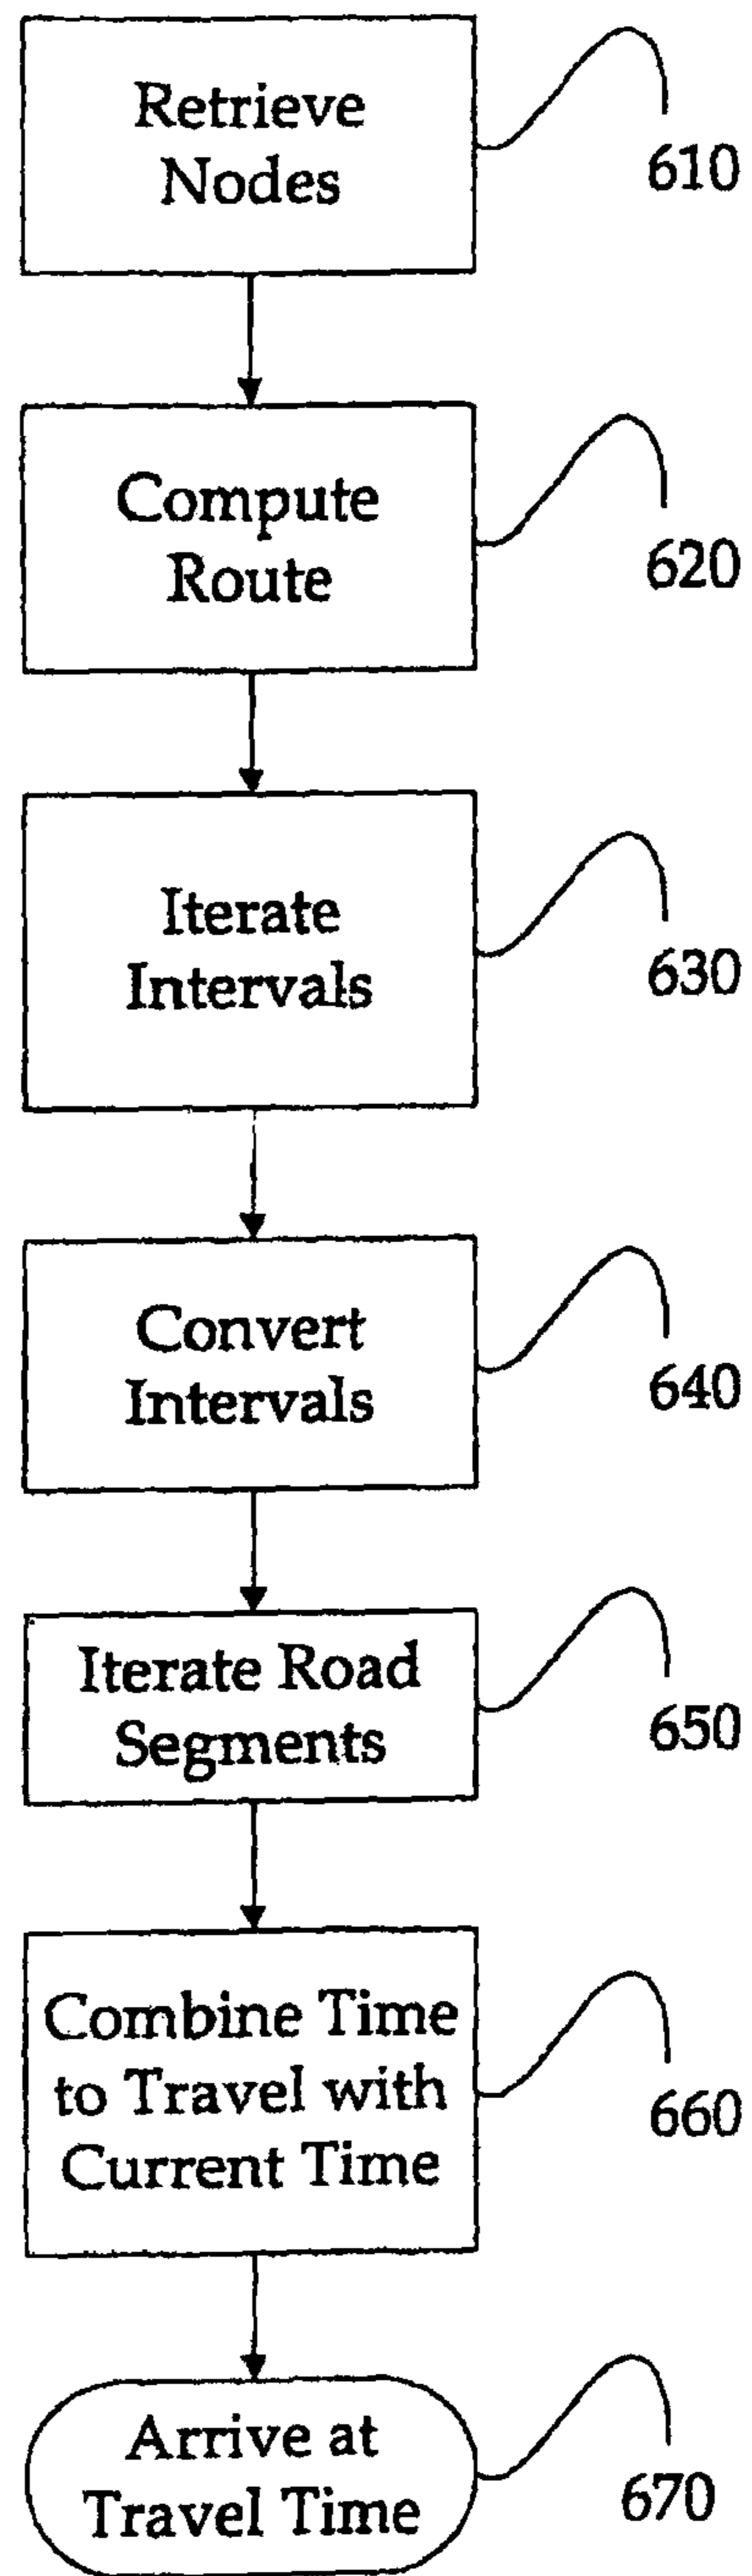 Retrieve
Nodes
610
Compute
Route
620
Iterate
Intervals
630
Convert
Intervals
640
Iterate Road
Segments
650
Combine Time
to Travel with
Current Time
660
Arrive at
Travel Time
670